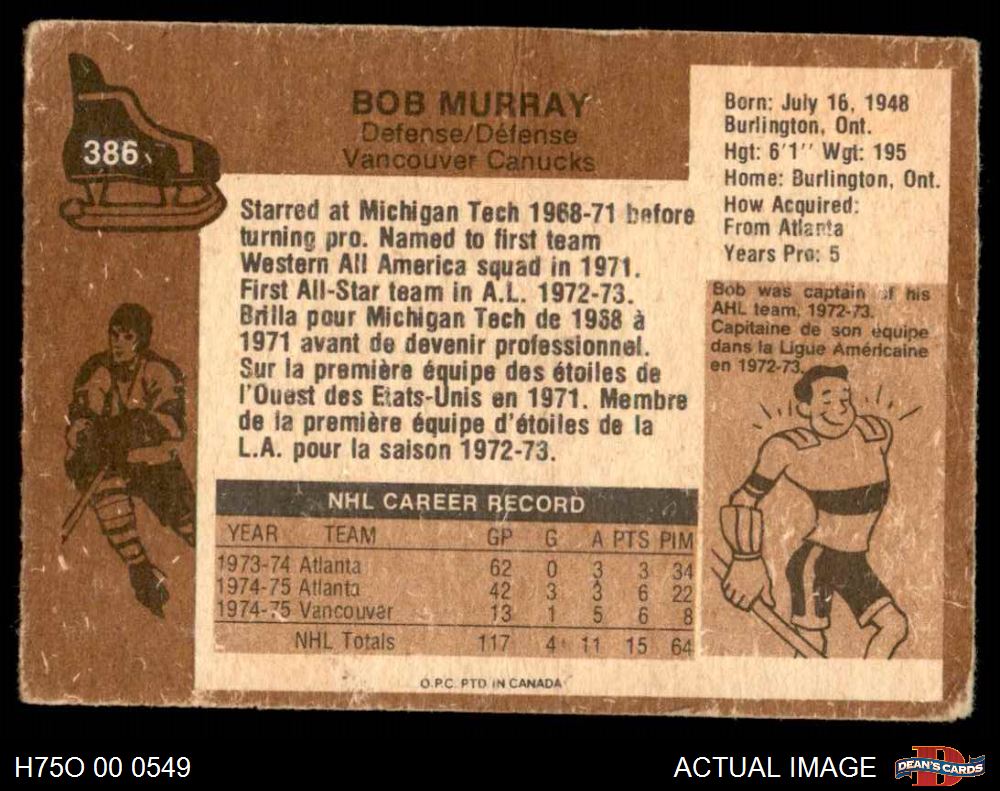 386
BOB MURRAY
Defense/Défense
Vancouver Canucks
Born: July 16, 1948
Burlington, Ont.
Hgt: 6'1'' Wgt: 195
Home: Burlington, Ont.
How Acquired:
From Atlanta
Years Pro: 5
Starred at Michigan Tech 1968-71 before
turning pro. Named to first team
Western All America squad in 1971.
First All-Star team in A.L. 1972-73.
Brilla pour Michigan Tech de 1968 à
1971 avant de devenir professionnel.
Sur la première équipe des étoiles de
l'Ouest des Etats-Unis en 1971. Membre
de la première équipe d'étoiles de la
L.A. pour la saison 1972-73.
Bob was captain of his
AHL team, 1972-73.
Capitaine de son équipe
dans la Ligue Américaine
en 1972-73.
NHL CAREER RECORD
YEAR TEAM GP G A PTS PIM
1973-74 Atlanta 62 0 3 3 34
1974-75 Atlanta 42 3 3 6 22
1974-75 Vancouver 13 1 5 6 8
NHL Totals 117 4 11 15 64
O.P.C. PTD IN CANADA
H75O 00 0549
ACTUAL IMAGE
DEAN'S CARDS